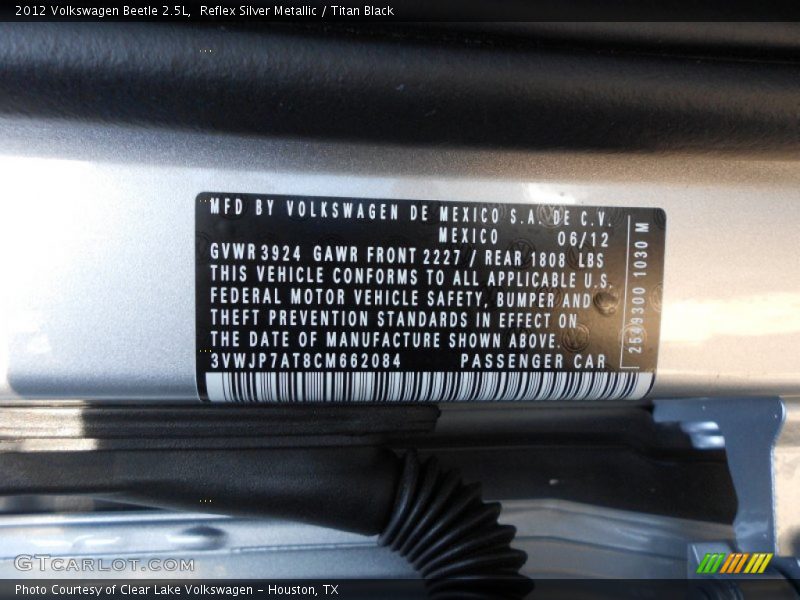 2012 Volkswagen Beetle 2.5L, Reflex Silver Metallic / Titan Black
MFD BY VOLKSWAGEN DE MEXICO S.A. DE C.V.
MEXICO 06/12
GVWR 3924 GAWR FRONT 2227 / REAR 1808 LBS
THIS VEHICLE CONFORMS TO ALL APPLICABLE U.S.
FEDERAL MOTOR VEHICLE SAFETY, BUMPER AND
THEFT PREVENTION STANDARDS IN EFFECT ON
THE DATE OF MANUFACTURE SHOWN ABOVE.
3VWJP7AT8CM662084 PASSENGER CAR
2649300 1030 M
GTCARLOT.COM
Photo Courtesy of Clear Lake Volkswagen - Houston, TX